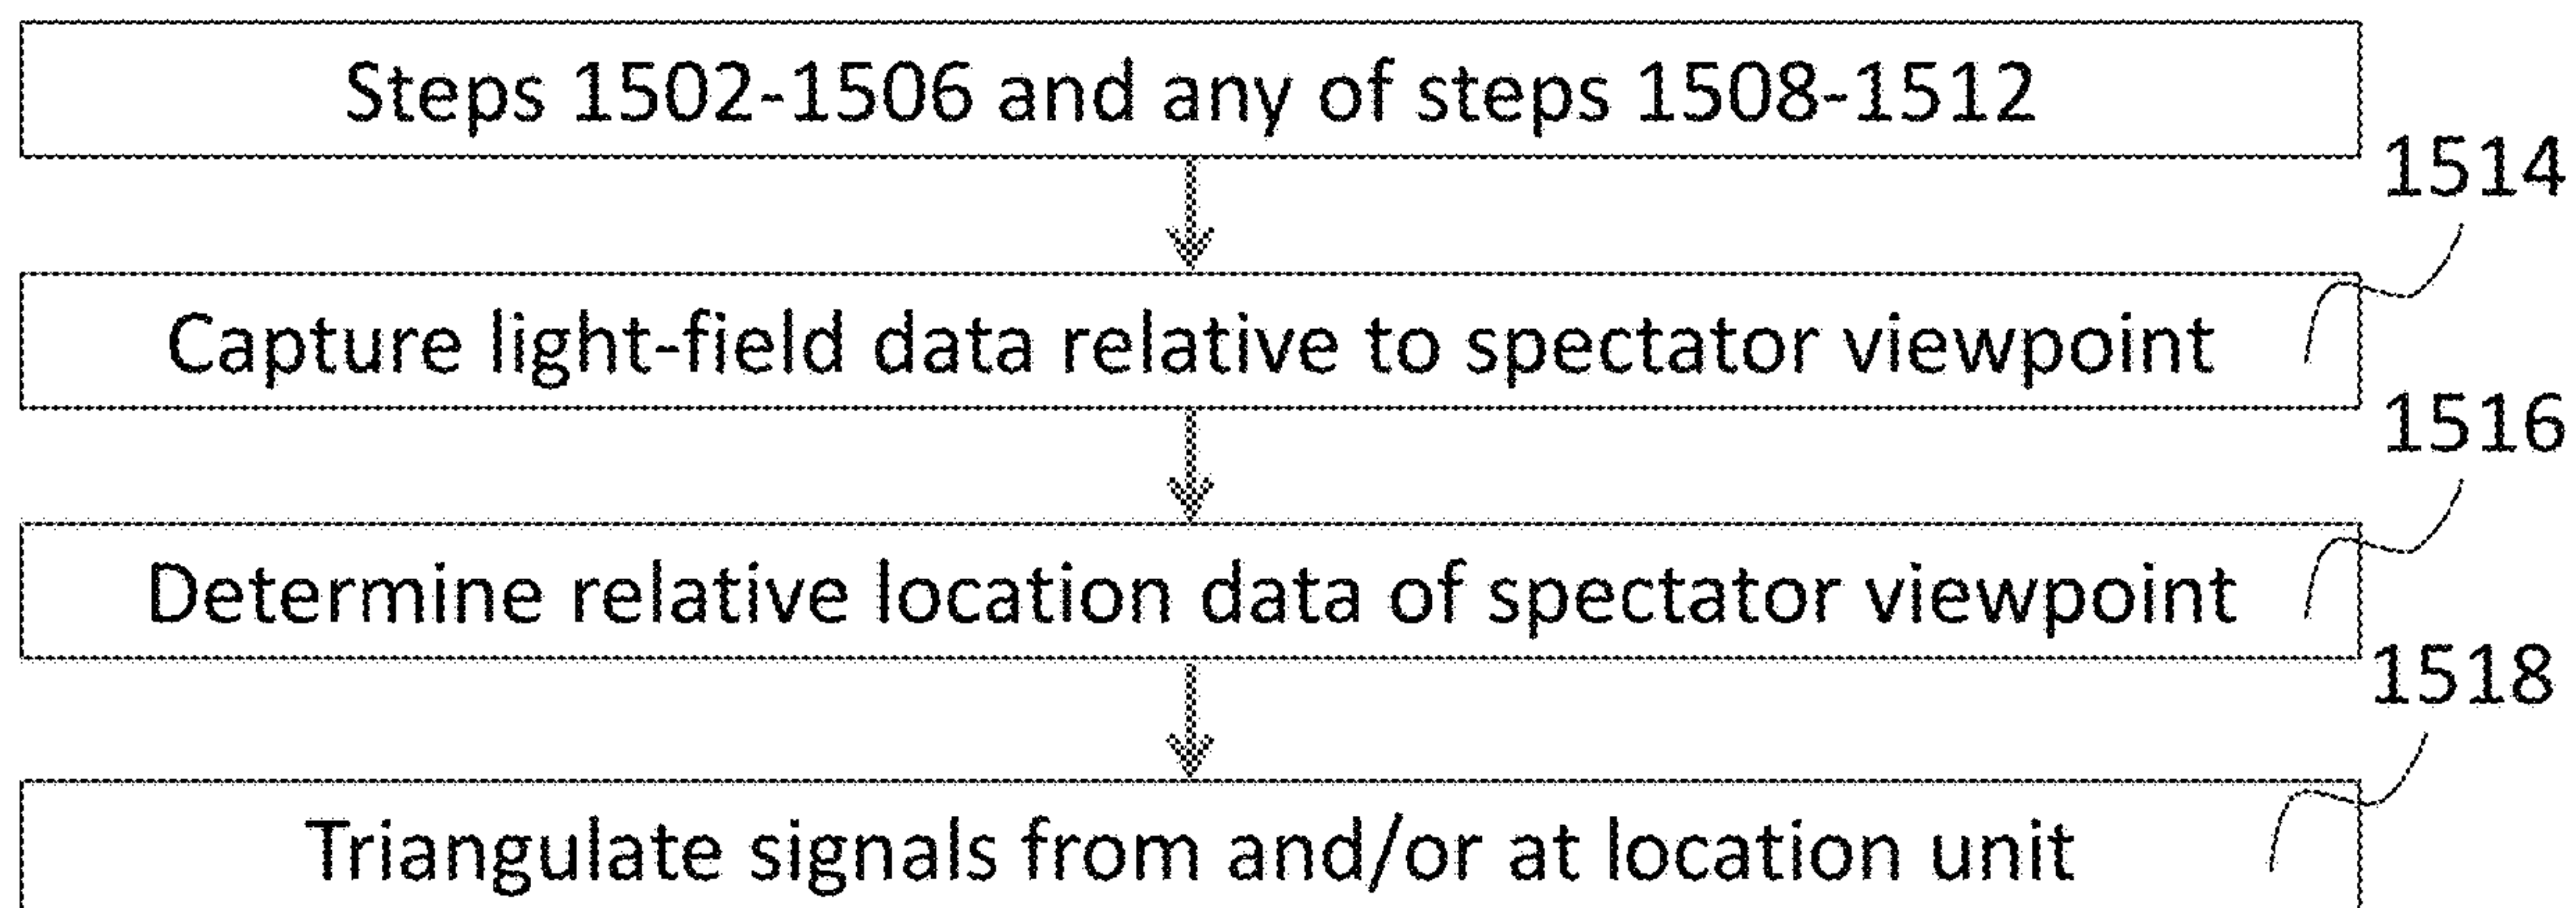 Steps 1502-1506 and any of steps 1508-1512
1514
Capture light-field data relative to spectator viewpoint
1516
Determine relative location data of spectator viewpoint
1518
Triangulate signals from and/or at location unit